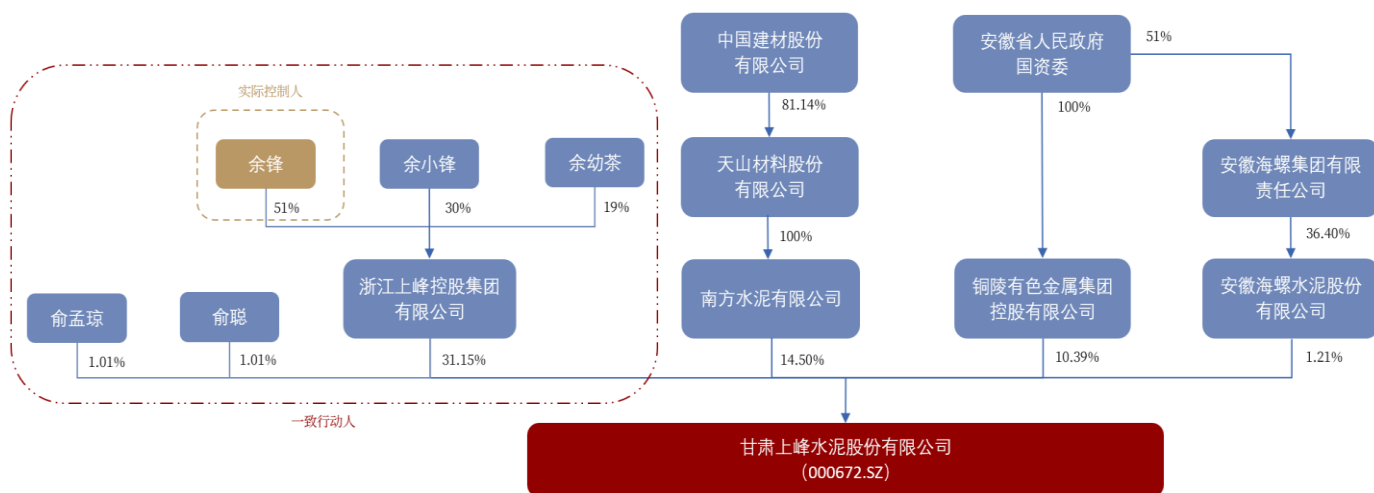 中国建材股份
有限公司
安徽省人民政府
国资委
51%
实际控制人
81.14%
100%
余锋
余小锋
余幼茶
天山材料股份
有限公司
安徽海螺集团有限
责任公司
51%
30%
19%
100%
36.40%
浙江上峰控股集团
有限公司
南方水泥有限公司
铜陵有色金属集团
控股有限公司
安徽海螺水泥股份
有限公司
俞孟琼
俞聪
1.01%
1.01%
31.15%
14.50%
10.39%
1.21%
一致行动人
甘肃上峰水泥股份有限公司
（000672.SZ）